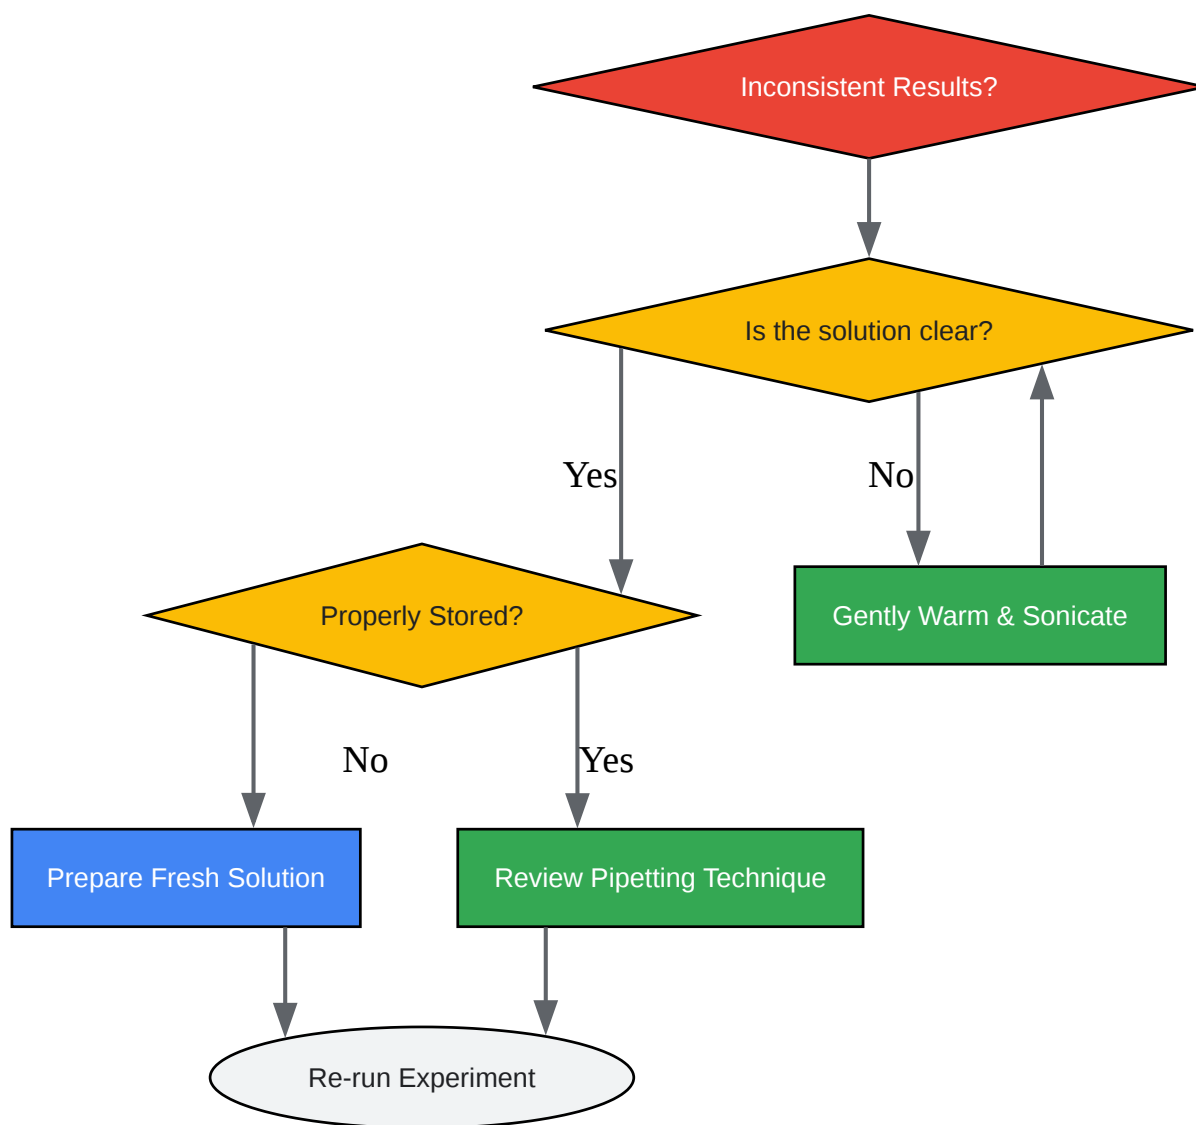 Inconsistent Results?
Is the solution clear?
Yes
No
Properly Stored?
Gently Warm & Sonicate
No
Yes
Prepare Fresh Solution
Review Pipetting Technique
Re-run Experiment